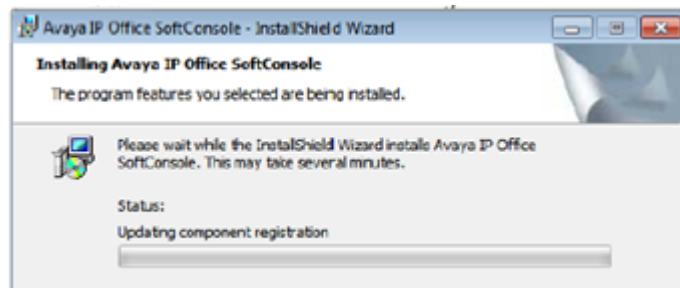 Avaya IP Office SoftConsole - InstallShield Wizard
Installing Avaya IP Office SoftConsole
The program features you selected are being installed.
Please wait while the InstallShield Wizard installs Avaya IP Office
SoftConsole. This may take several minutes.
Status:
Updating component registration